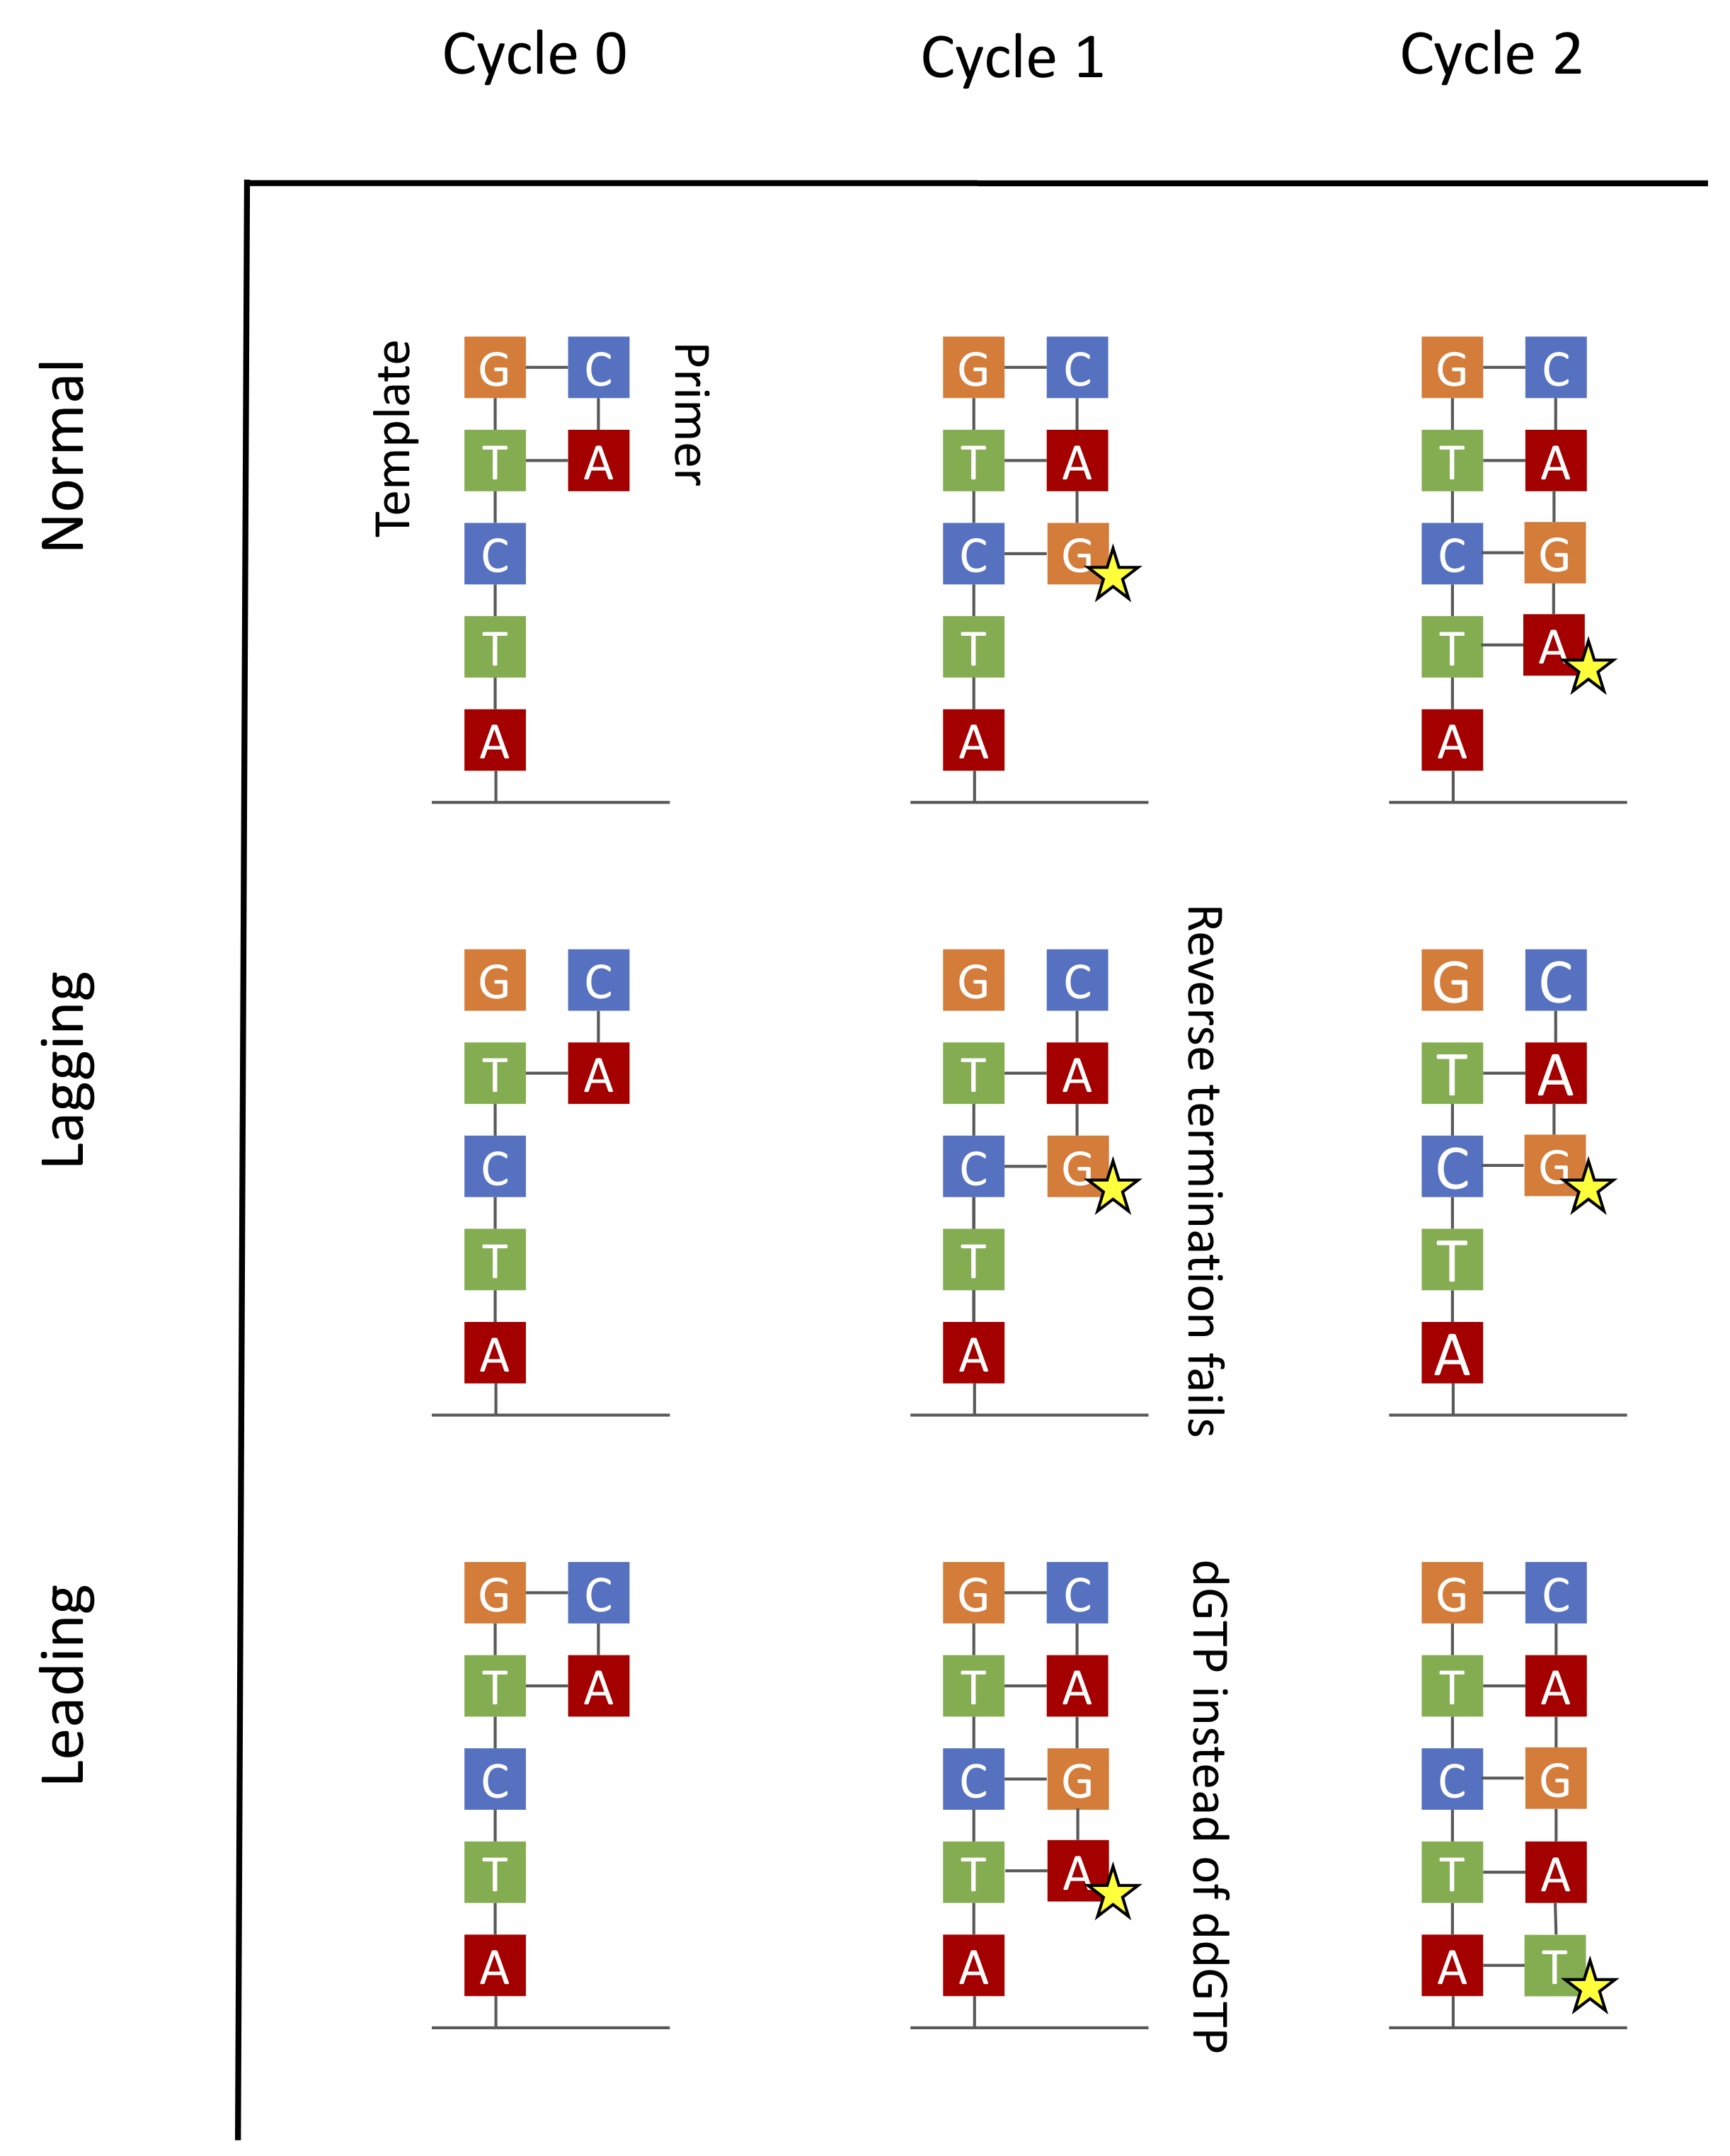 Cycle 0 Cycle 1 Cycle 2
Normal
Template
Primer
G C G C G C
T A T A T A
C C G C G
T T T A
A A A
Lagging
Reverse termination fails
G C G C G C
T A T A T A
C C G C G
T T T
A A A
Leading
dGTP instead of ddGTP
G C G C G C
T A T A T A
C C G C G
T T A T A
A A A T